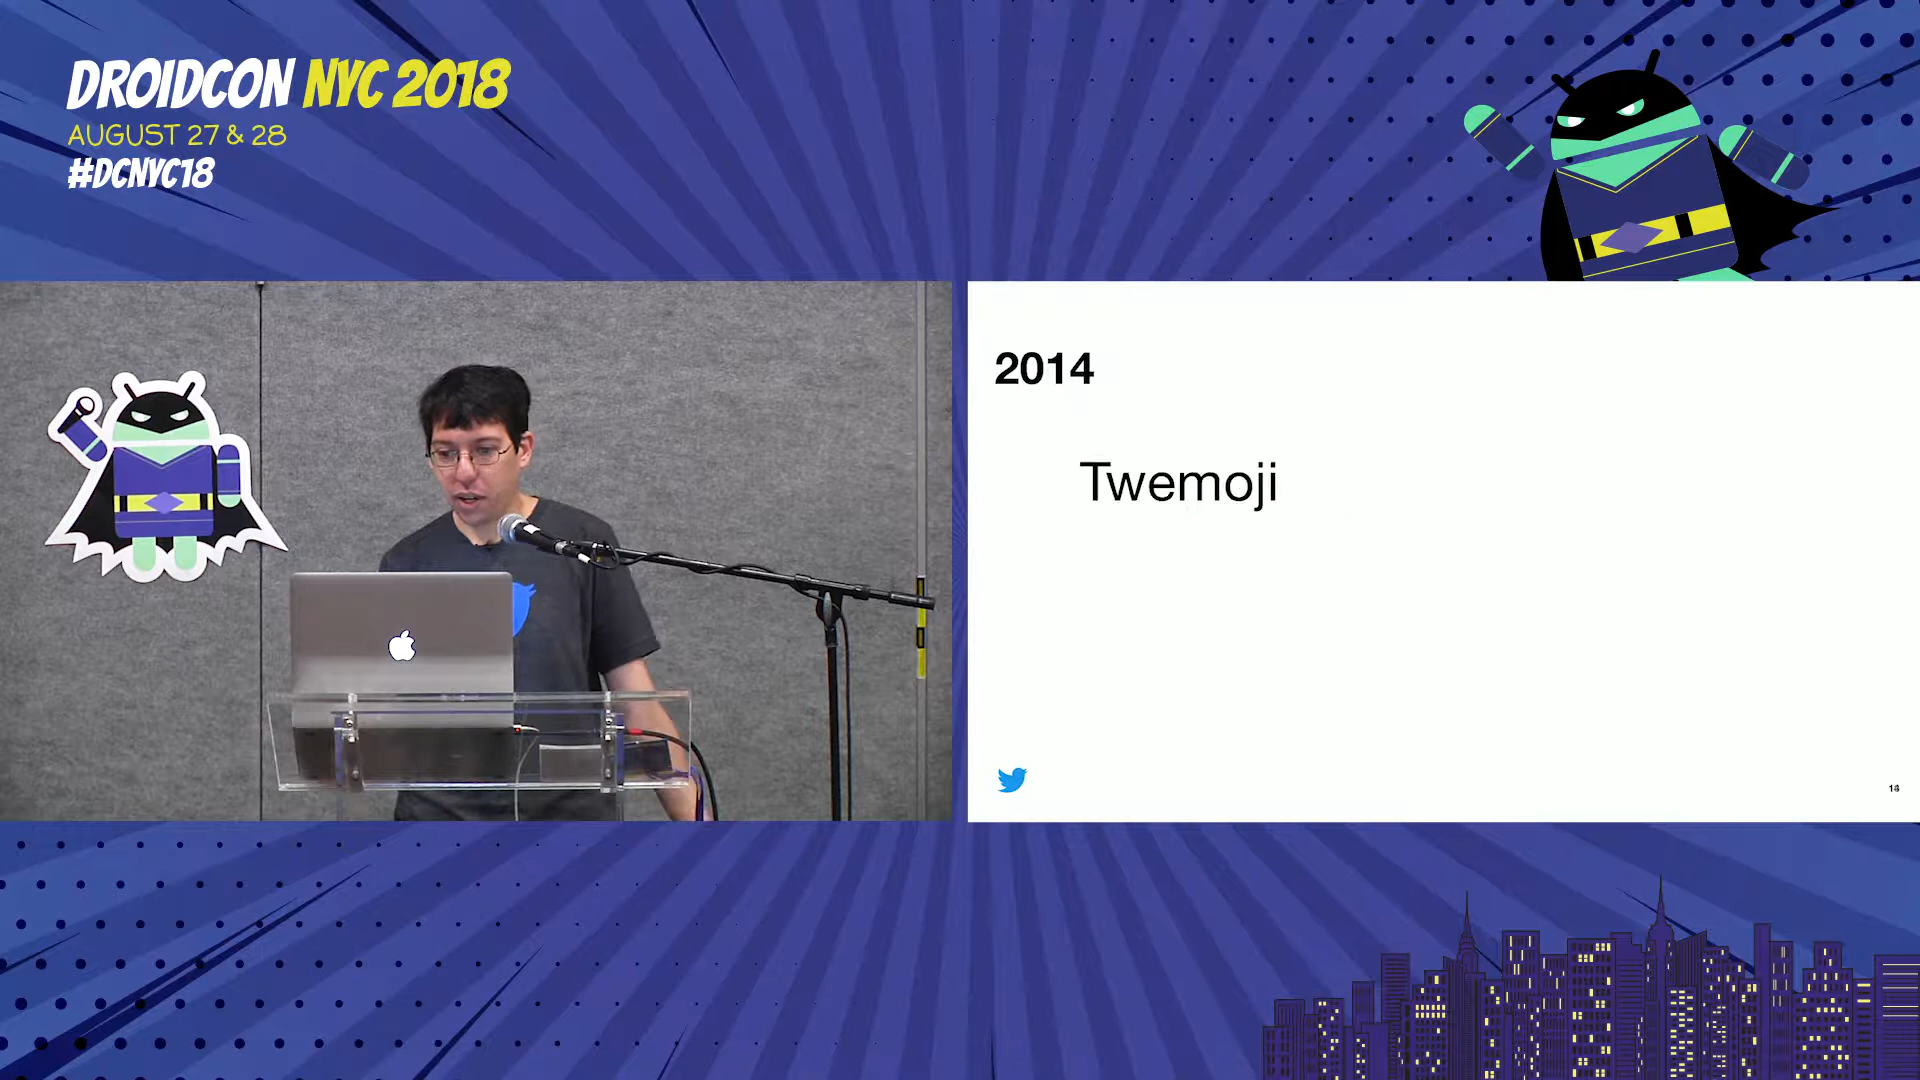 DROIDCON NYC 2018
AUGUST 27 & 28
#DCNYC18
2014
Twemoji